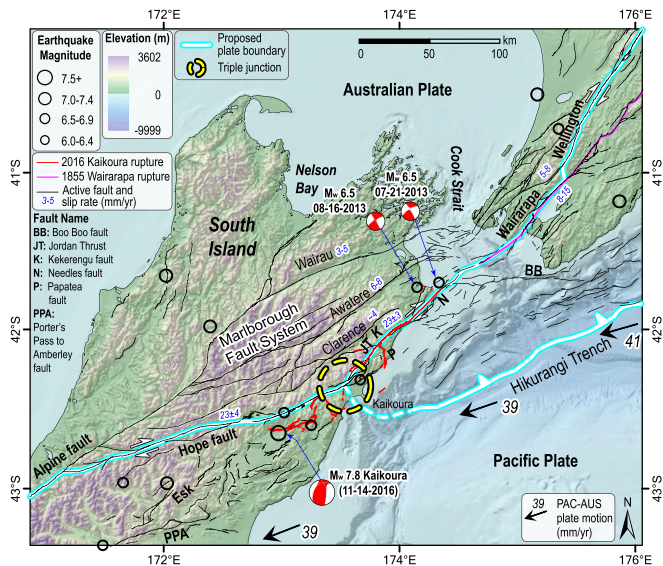 172°E
174°E
176°E
Earthquake
Magnitude
7.5+
7.0-7.4
6.5-6.9
6.0-6.4
Elevation (m)
3602
0
-9999
Proposed
plate boundary
Triple junction
0
50
100
km
2016 Kaikoura rupture
1855 Wairarapa rupture
3-5
Active fault and
slip rate (mm/yr)
Fault Name
BB: Boo Boo fault
JT: Jordan Thrust
K: Kekerengu fault
N: Needles fault
P: Papatea
fault
PPA:
Porter's
Pass to
Amberley
fault
Australian Plate
Nelson
Bay
Cook Strait
Mw 6.5
07-21-2013
Mw 6.5
08-16-2013
South
Island
Wellington
5-8
Wairarapa
8-15
41°S
41°S
Wairau
3-5
BB
Awatere
6-8
Marlborough
Fault System
Clarence
~4
23±3
N
JT
K
P
42°S
42°S
41
Hikurangi Trench
39
Kaikoura
23±4
Alpine fault
Hope fault
Mw 7.8 Kaikoura
(11-14-2016)
Pacific Plate
43°S
43°S
Esk
PPA
39
39
PAC-AUS
plate motion
(mm/yr)
N
172°E
174°E
176°E